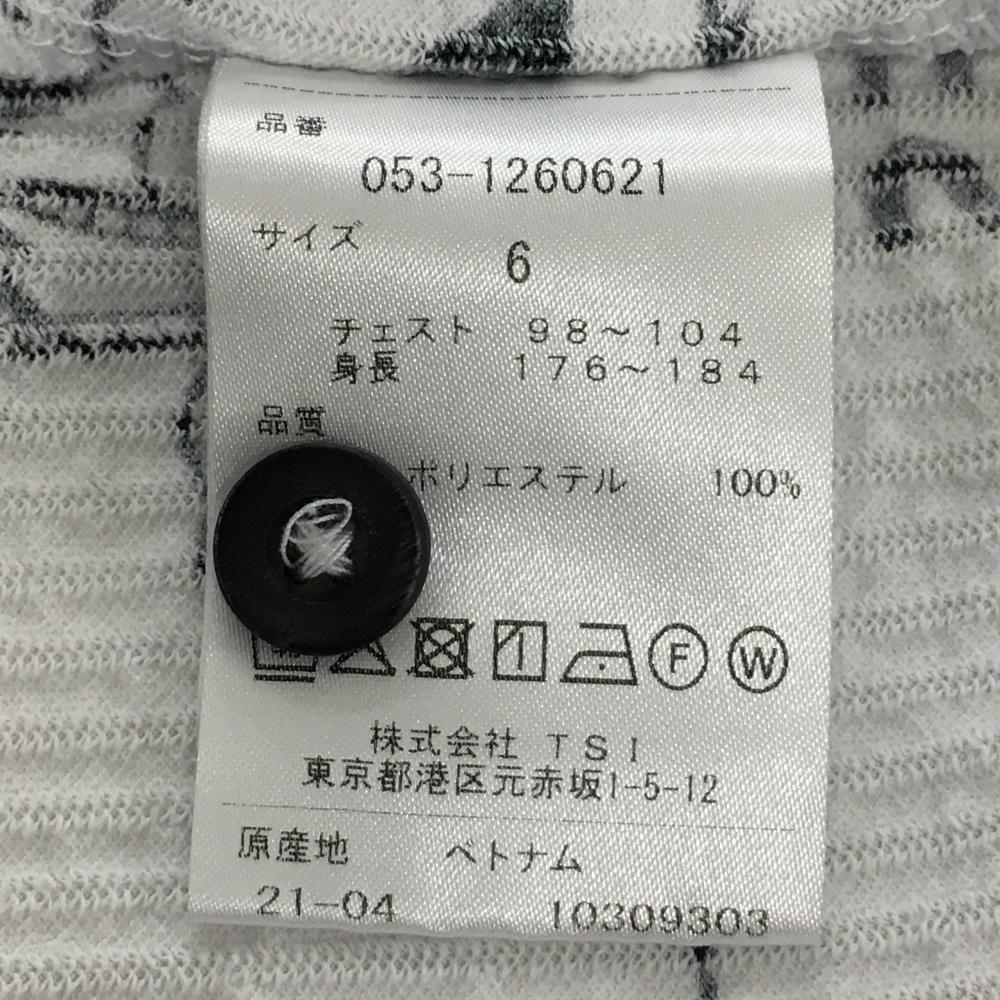 品番
053-1260621
サイズ
6
チェスト 98～104
身長 176～184
品質
ポリエステル 100%
F W
株式会社 TSI
東京都港区元赤坂1-5-12
原産地 ベトナム
21-04 10309303